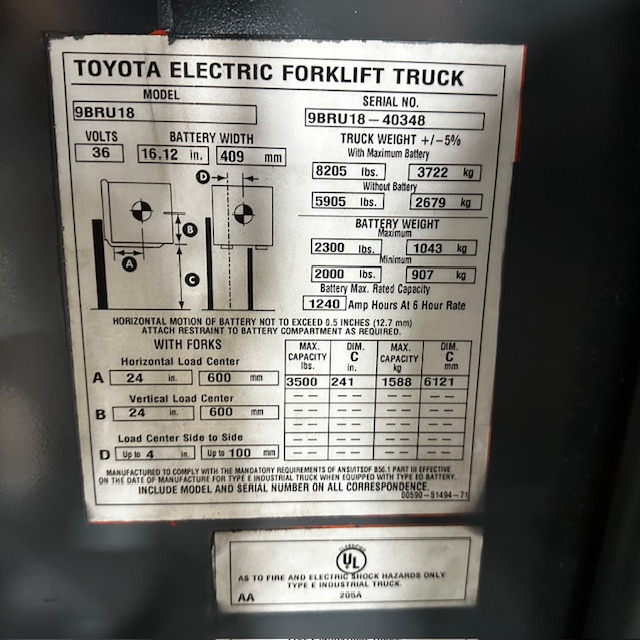 TOYOTA ELECTRIC FORKLIFT TRUCK
MODEL
9BRU18
SERIAL NO.
9BRU18-40348
VOLTS
36
BATTERY WIDTH
16.12 in. 409 mm
TRUCK WEIGHT +/-5%
With Maximum Battery
8205 lbs. 3722 kg
Without Battery
5905 lbs. 2679 kg
BATTERY WEIGHT
Maximum
2300 lbs. 1043 kg
Minimum
2000 lbs. 907 kg
Battery Max. Rated Capacity
1240 Amp Hours At 6 Hour Rate
D
B
A
C
HORIZONTAL MOTION OF BATTERY NOT TO EXCEED 0.5 INCHES (12.7 mm)
ATTACH RESTRAINT TO BATTERY COMPARTMENT AS REQUIRED.
WITH FORKS
Horizontal Load Center
A 24 in. 600 mm
Vertical Load Center
B 24 in. 600 mm
Load Center Side to Side
D Up to 4 in. Up to 100 mm
MAX. CAPACITY lbs. DIM. C in. MAX. CAPACITY kg DIM. C mm
3500 241 1588 6121
-- -- -- --
-- -- -- --
-- -- -- --
-- -- -- --
-- -- -- --
MANUFACTURED TO COMPLY WITH THE MANDATORY REQUIREMENTS OF ANSI/ITSDF B56.1 PART III EFFECTIVE
ON THE DATE OF MANUFACTURE FOR TYPE E INDUSTRIAL TRUCK WHEN EQUIPPED WITH TYPE EO BATTERY.
INCLUDE MODEL AND SERIAL NUMBER ON ALL CORRESPONDENCE.
00590-51494-71
CLASSIFIED
UL
AS TO FIRE AND ELECTRIC SHOCK HAZARDS ONLY
TYPE E INDUSTRIAL TRUCK.
AA 205A